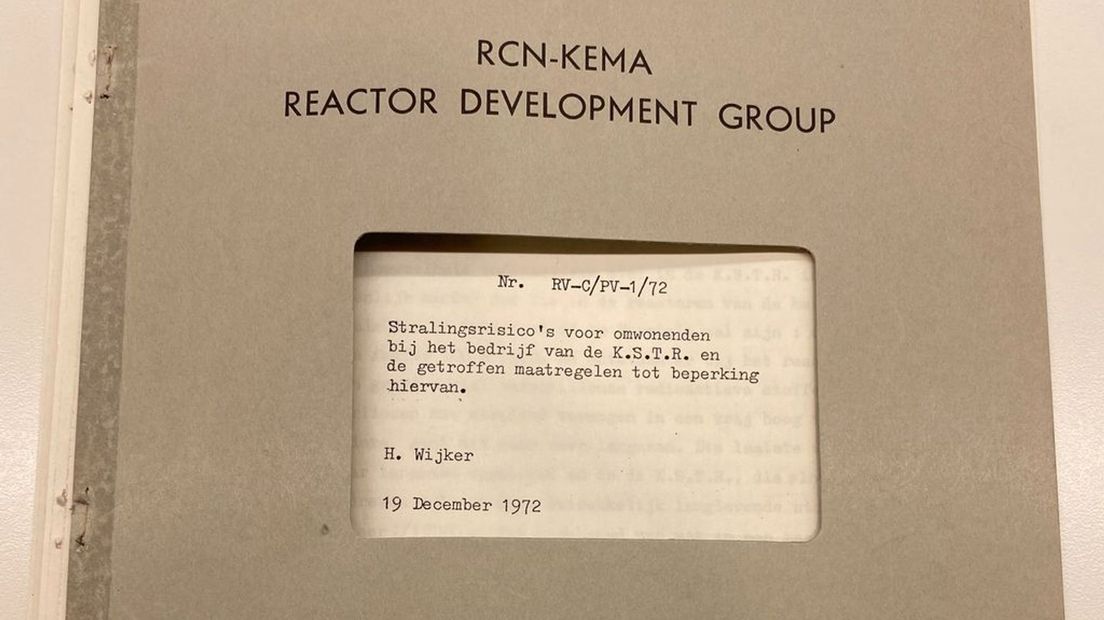 RCN-KEMA
REACTOR DEVELOPMENT GROUP
Nr. RV-C/PV-1/72
Stralingsrisico's voor omwonenden
bij het bedrijf van de K.S.T.R. en
de getroffen maatregelen tot beperking
hiervan.
H. Wijker
19 December 1972